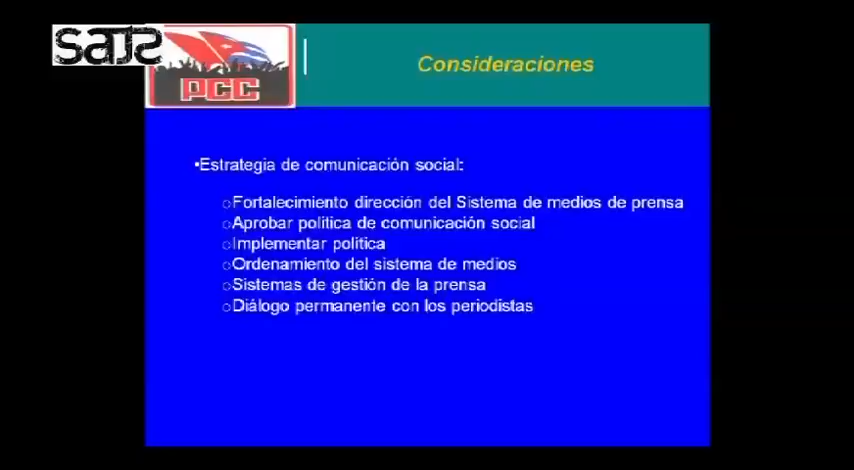 sats
PCC
Consideraciones
•Estrategia de comunicación social:
○Fortalecimiento dirección del Sistema de medios de prensa
○Aprobar política de comunicación social
○Implementar política
○Ordenamiento del sistema de medios
○Sistemas de gestión de la prensa
○Diálogo permanente con los periodistas